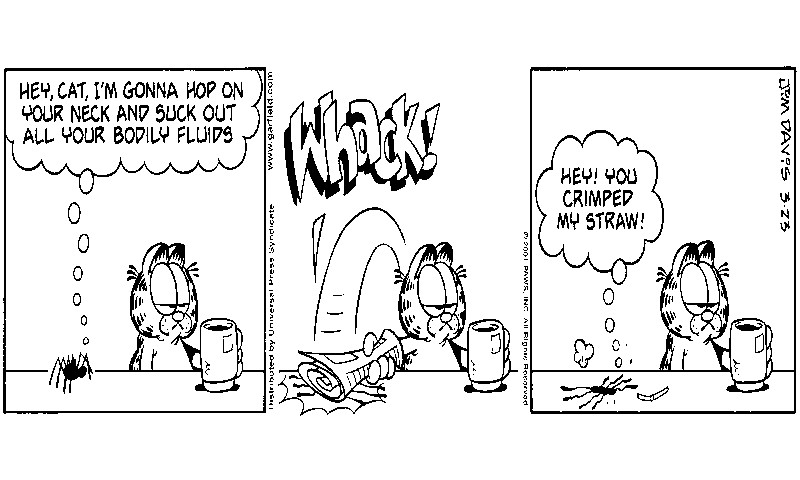 HEY, CAT, I'M GONNA HOP ON
YOUR NECK AND SUCK OUT
ALL YOUR BODILY FLUIDS
www.garfield.com
Distributed by Universal Press Syndicate
Whack!
© 2001 PAWS, INC. All Rights Reserved
HEY! YOU
CRIMPED
MY STRAW!
JIM DAVIS 3-23